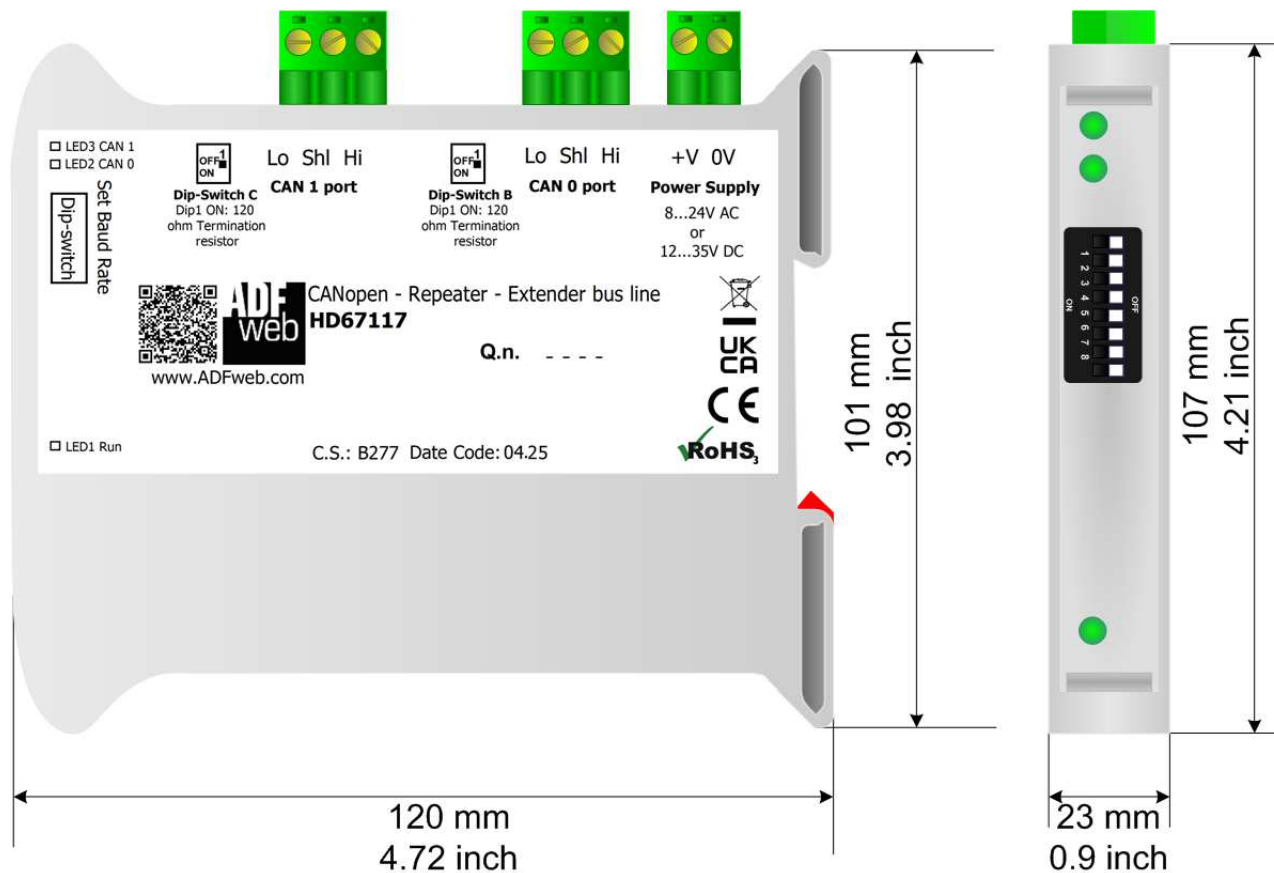 LED3 CAN 1
LED2 CAN 0
Set Baud Rate
Dip-switch
OFF 1
ON
Dip-Switch C
Dip1 ON: 120
ohm Termination
resistor
Lo Shl Hi
CAN 1 port
OFF 1
ON
Dip-Switch B
Dip1 ON: 120
ohm Termination
resistor
Lo Shl Hi
CAN 0 port
+V 0V
Power Supply
8...24V AC
or
12...35V DC
ADF
web
www.ADFweb.com
CANopen - Repeater - Extender bus line
HD67117
Q.n. _ _ _ _
UK
CA
CE
RoHS3
LED1 Run
C.S.: B277 Date Code: 04.25
101 mm
3.98 inch
120 mm
4.72 inch
1 2 3 4 5 6 7 8
ON
OFF
107 mm
4.21 inch
23 mm
0.9 inch